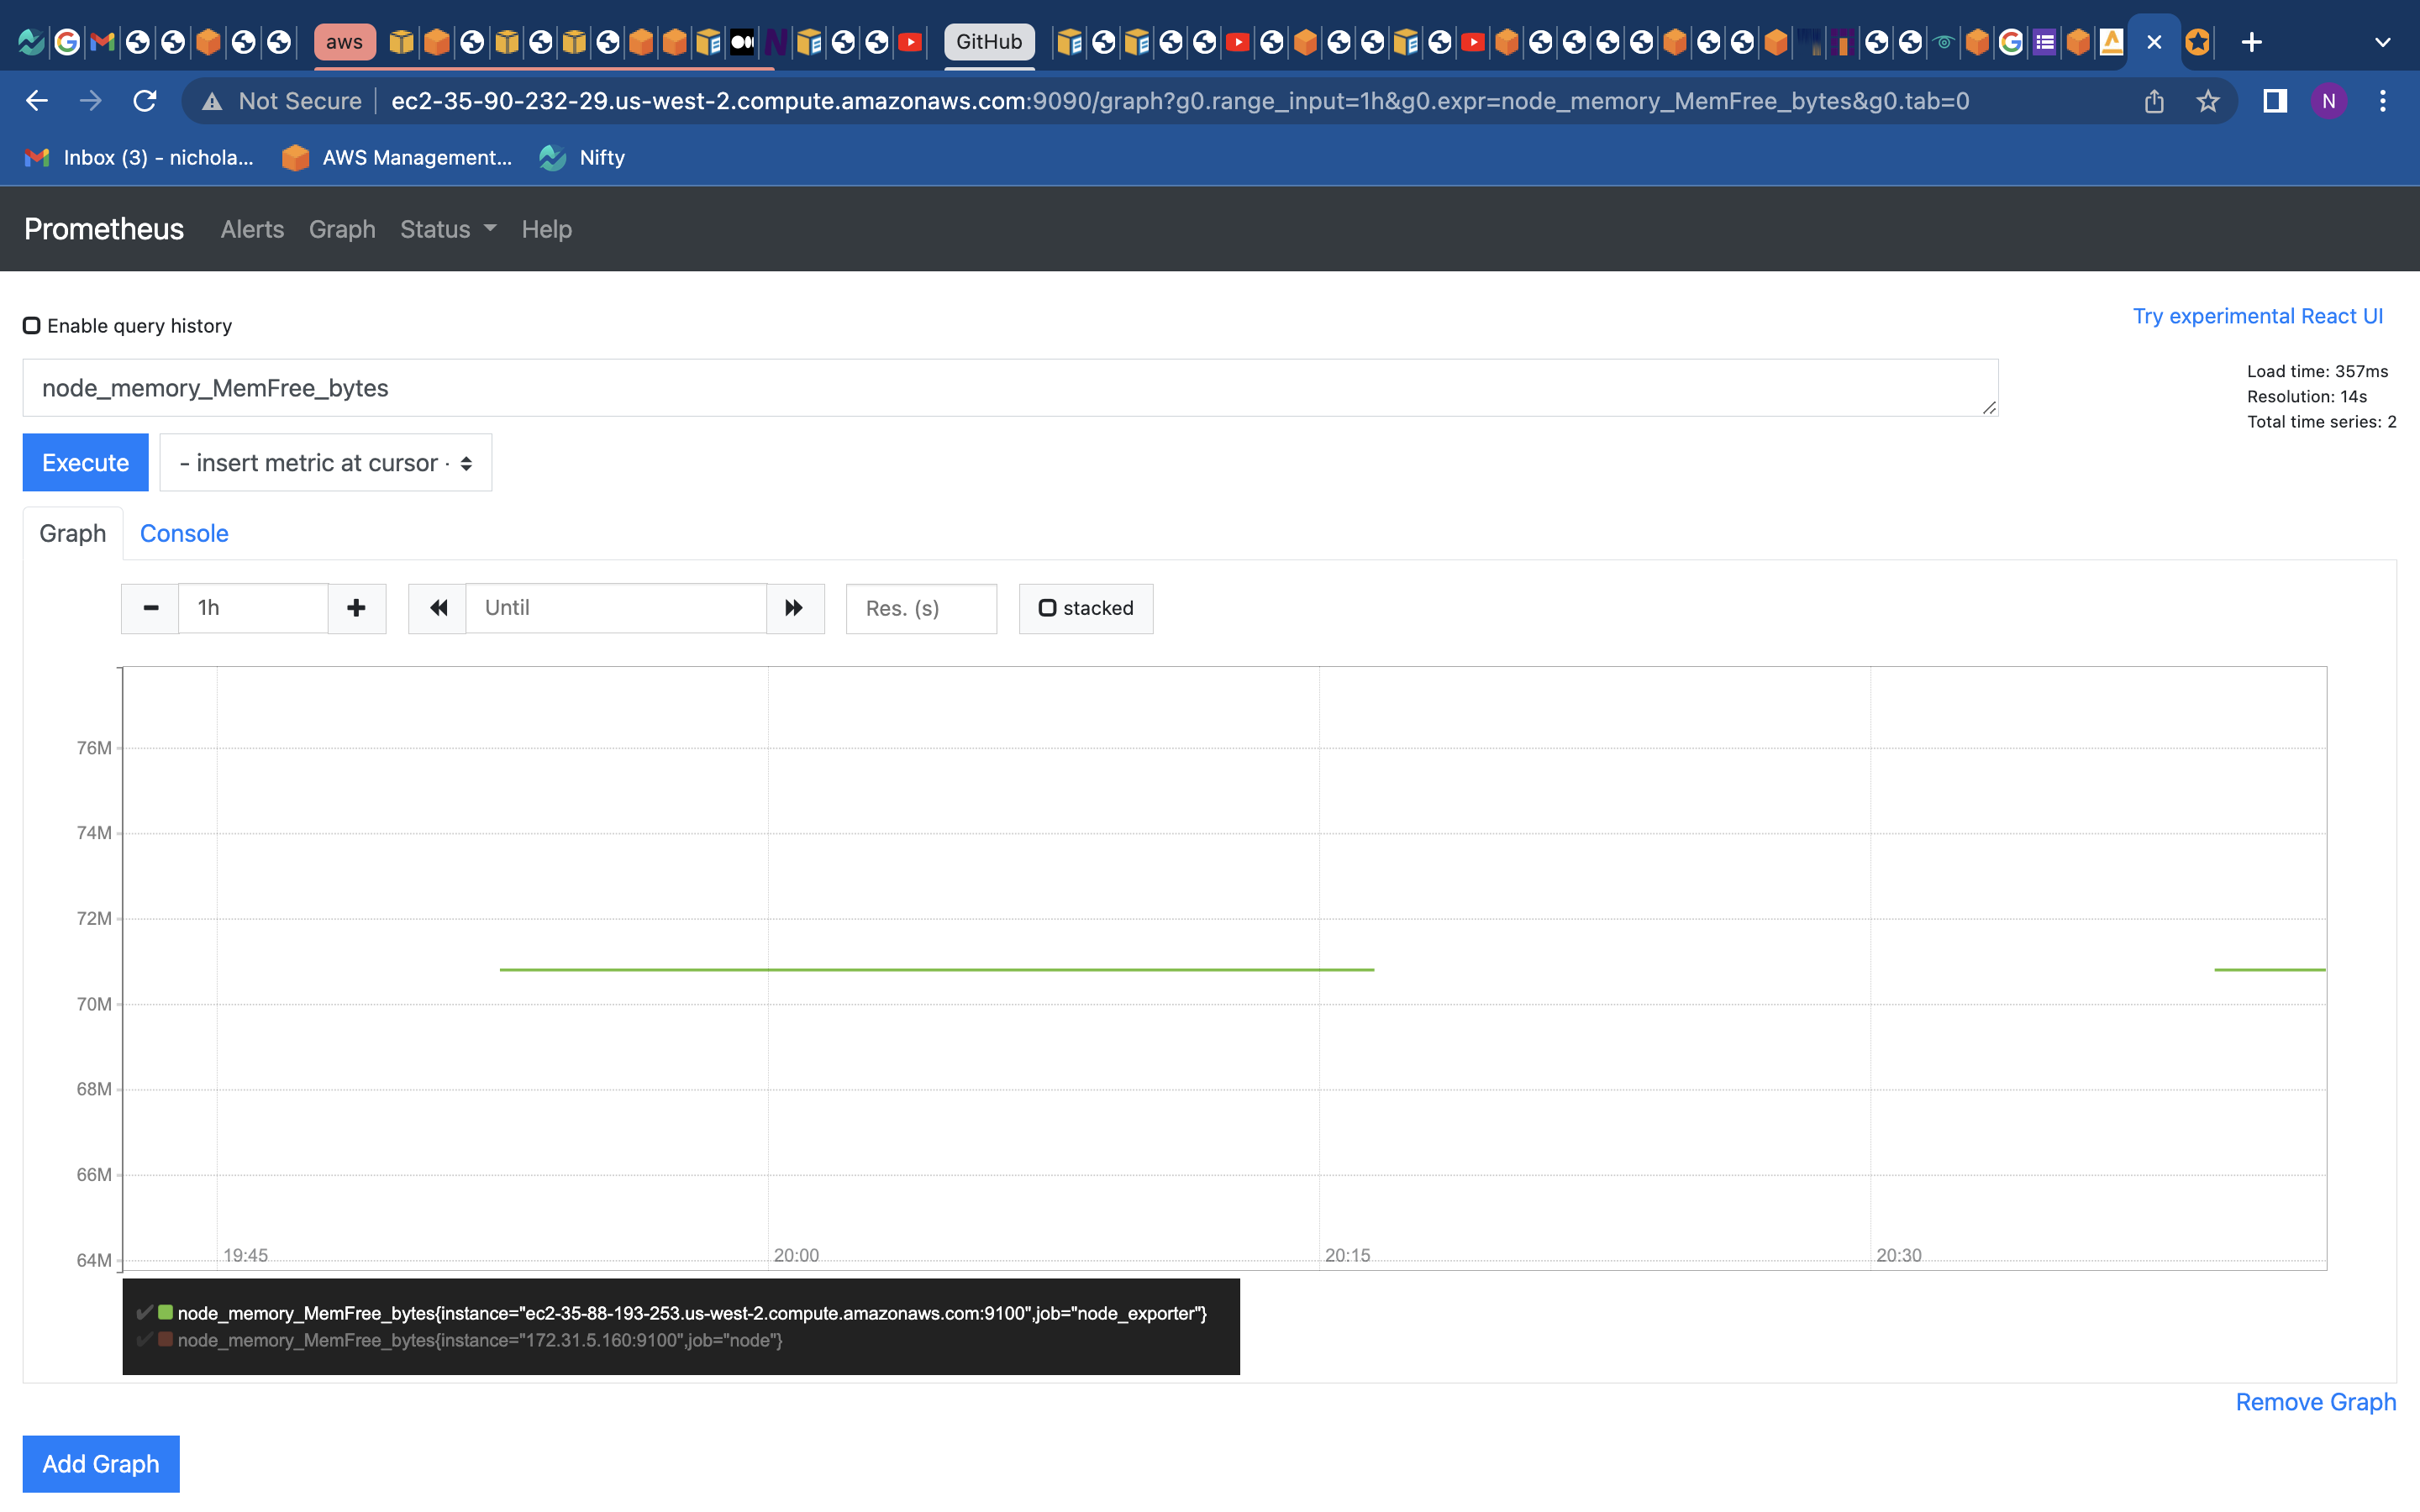 aws
GitHub
Not Secure
ec2-35-90-232-29.us-west-2.compute.amazonaws.com:9090/graph?g0.range_input=1h&g0.expr=node_memory_MemFree_bytes&g0.tab=0
N
Inbox (3) - nichola...
AWS Management...
Nifty
Prometheus
Alerts
Graph
Status
Help
Enable query history
Try experimental React UI
node_memory_MemFree_bytes
Load time: 357ms
Resolution: 14s
Total time series: 2
Execute
- insert metric at cursor -
Graph
Console
1h
Until
Res. (s)
stacked
76M
74M
72M
70M
68M
66M
64M
19:45
20:00
20:15
20:30
node_memory_MemFree_bytes{instance="ec2-35-88-193-253.us-west-2.compute.amazonaws.com:9100",job="node_exporter"}
node_memory_MemFree_bytes{instance="172.31.5.160:9100",job="node"}
Remove Graph
Add Graph